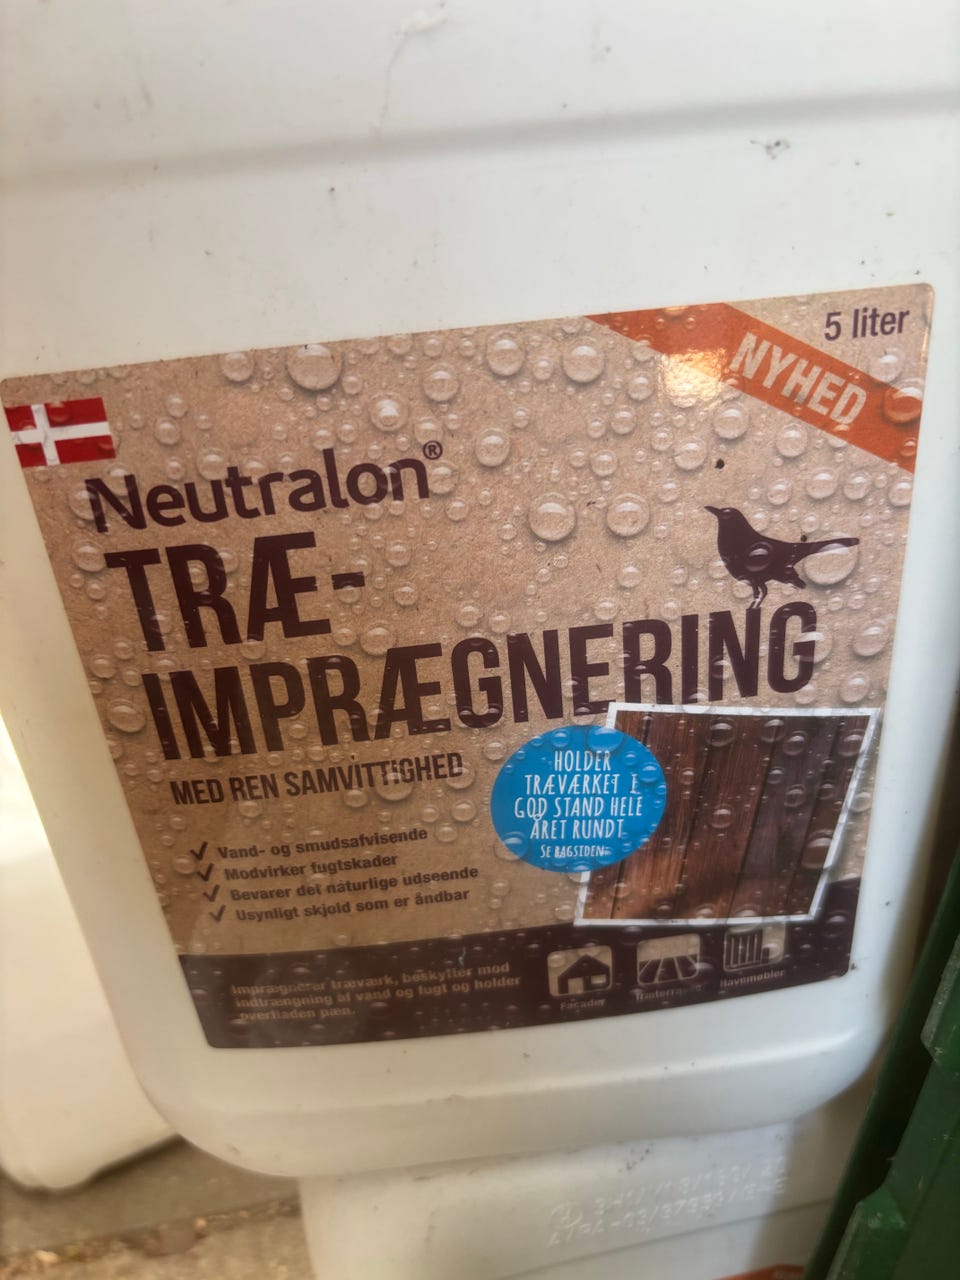 5 liter
NYHED
Neutralon®
TRÆ-
IMPRÆGNERING
MED REN SAMVITTIGHED
HOLDER
TRÆVÆRKET I
GOD STAND HELE
ÅRET RUNDT
SE BAGSIDEN
Vand- og smudsafvisende
Modvirker fugtskader
Bevarer det naturlige udseende
Usynligt skjold som er åndbar
Imprægnerer træværk, beskytter mod
indtrængning af vand og fugt og holder
overfladen pæn.
Facader
Havemøbler